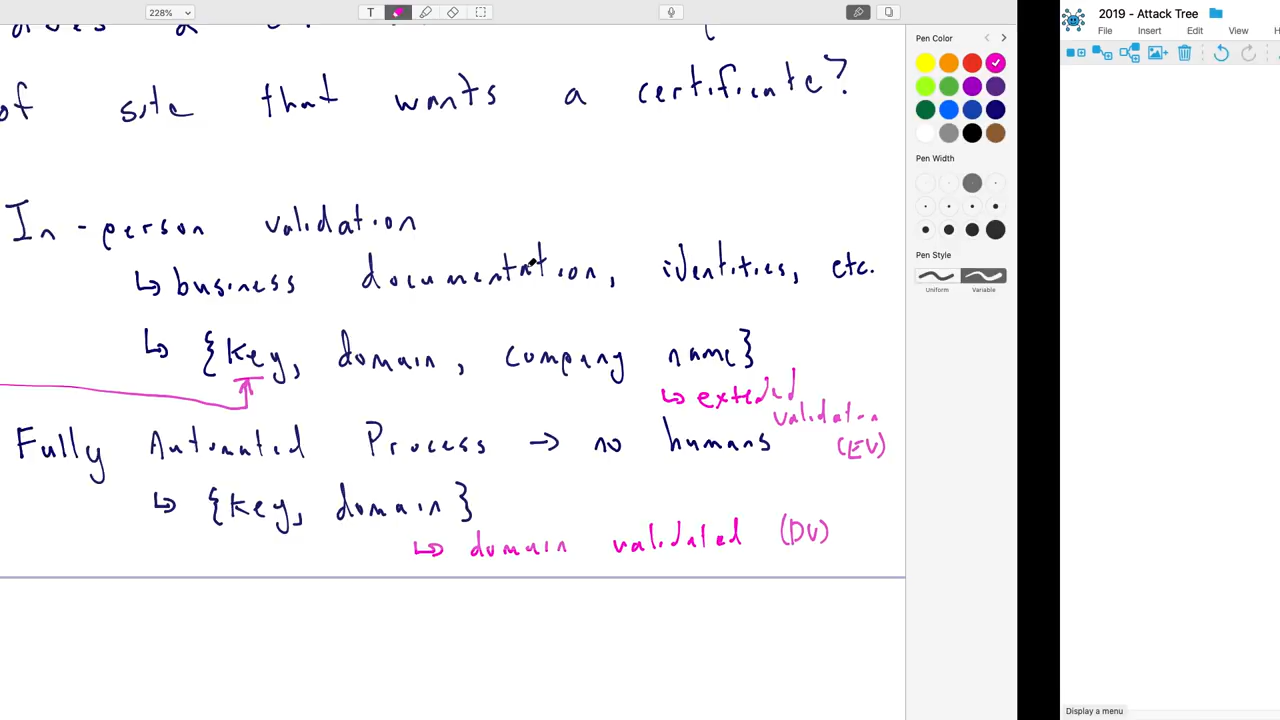 228%
T
2019 - Attack Tree
File Insert Edit View H
Pen Color
of site that wants a certificate?
Pen Width
In-person validation
↳ business documentation, identities, etc.
Pen Style
Uniform Variable
↳ {key, domain, company name}
↳ exteded validation (EV)
Fully Automated Process → no humans
↳ {key, domain}
↳ domain validated (DV)
Display a menu